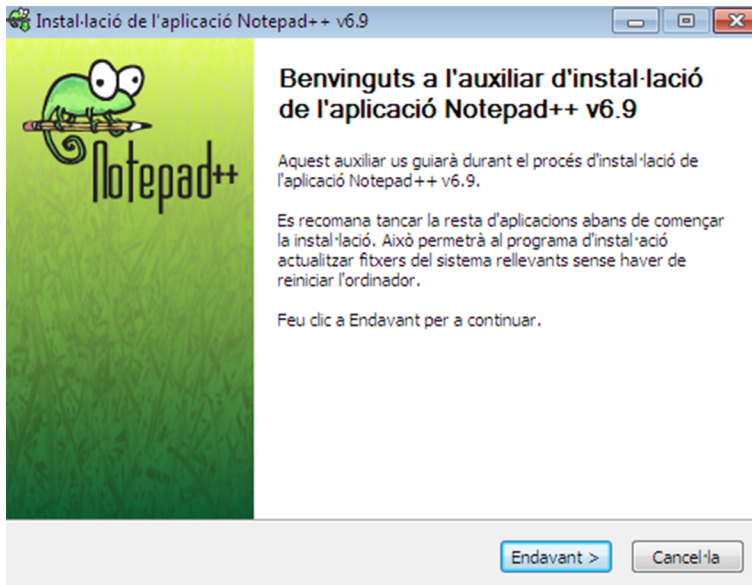 Instal·lació de l'aplicació Notepad++ v6.9
Notepad++
Benvinguts a l'auxiliar d'instal·lació
de l'aplicació Notepad++ v6.9
Aquest auxiliar us guiarà durant el procés d'instal·lació de
l'aplicació Notepad++ v6.9.
Es recomana tancar la resta d'aplicacions abans de començar
la instal·lació. Això permetrà al programa d'instal·ació
actualitzar fitxers del sistema rellevants sense haver de
reiniciar l'ordinador.
Feu clic a Endavant per a continuar.
Endavant >
Cancel·la